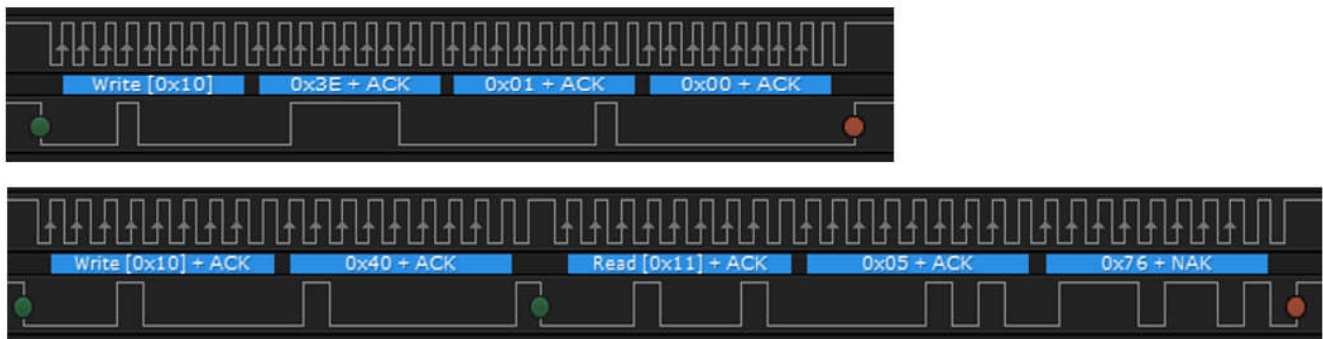 Write [0x10] 0x3E + ACK 0x01 + ACK 0x00 + ACK
Write [0x10] + ACK 0x40 + ACK Read [0x11] + ACK 0x05 + ACK 0x76 + NAK